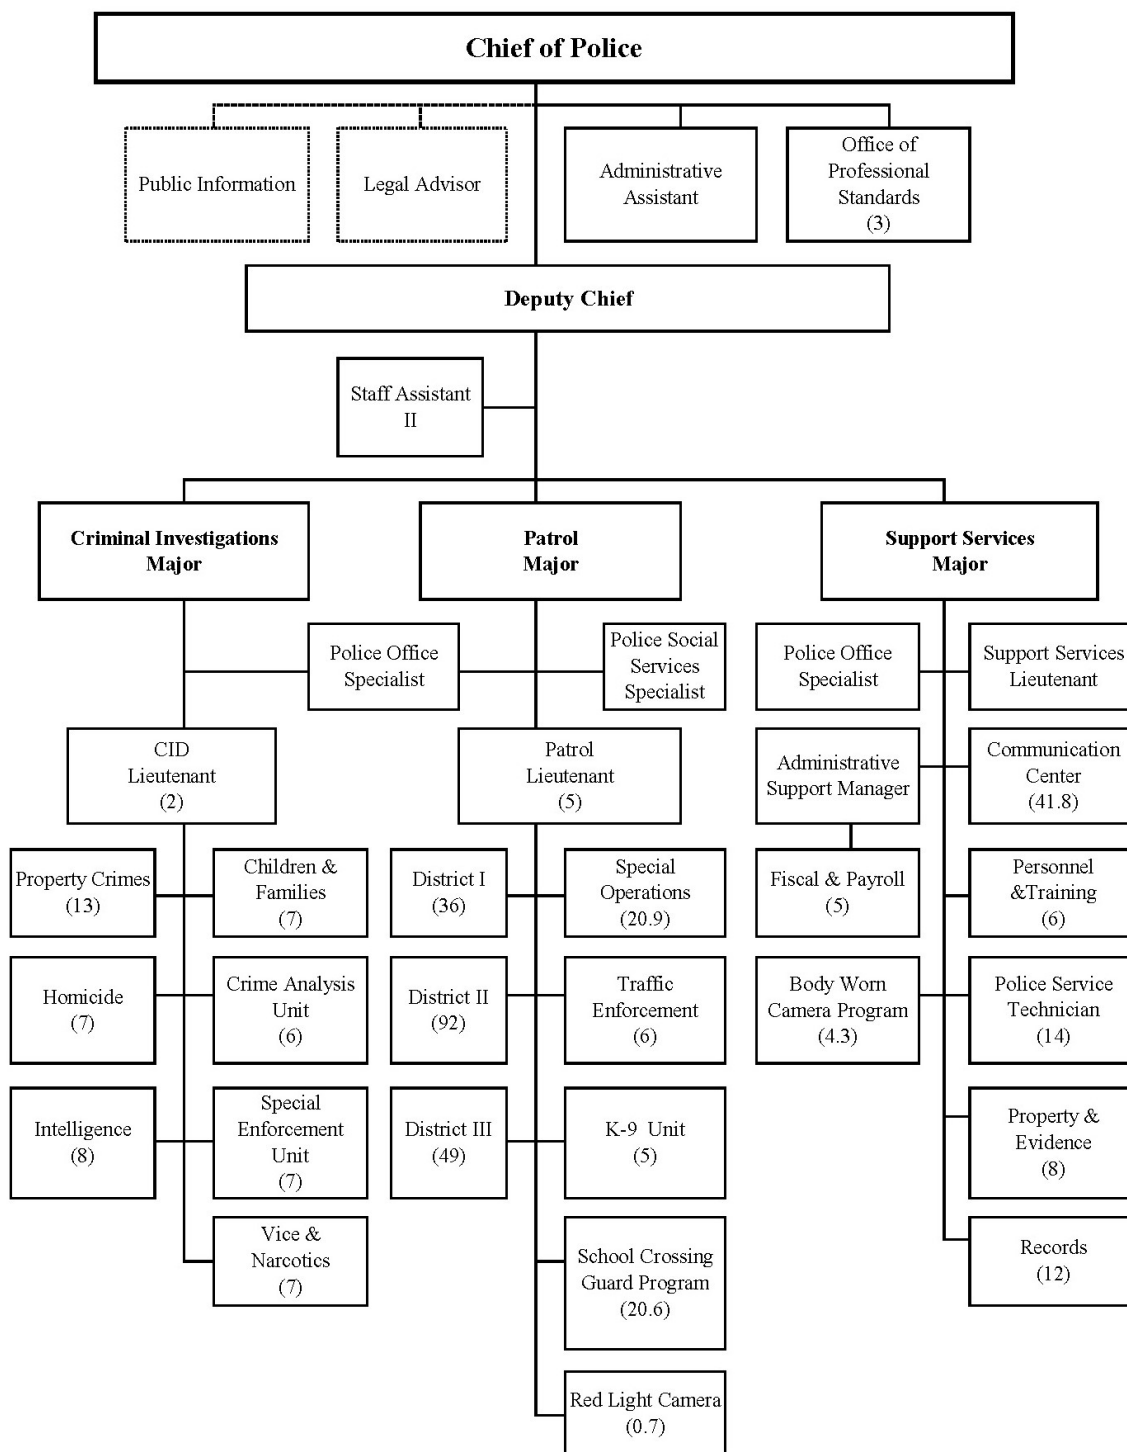 Chief of Police
Public Information
Legal Advisor
Administrative
Assistant
Office of
Professional
Standards
(3)
Deputy Chief
Staff Assistant
II
Criminal Investigations
Major
Patrol
Major
Support Services
Major
Police Office
Specialist
Police Social
Services
Specialist
Police Office
Specialist
Support Services
Lieutenant
CID
Lieutenant
(2)
Patrol
Lieutenant
(5)
Administrative
Support Manager
Communication
Center
(41.8)
Property Crimes
(13)
Children &
Families
(7)
District I
(36)
Special
Operations
(20.9)
Fiscal & Payroll
(5)
Personnel
&Training
(6)
Homicide
(7)
Crime Analysis
Unit
(6)
District II
(92)
Traffic
Enforcement
(6)
Body Worn
Camera Program
(4.3)
Police Service
Technician
(14)
Intelligence
(8)
Special
Enforcement
Unit
(7)
District III
(49)
K-9 Unit
(5)
Property &
Evidence
(8)
Vice &
Narcotics
(7)
School Crossing
Guard Program
(20.6)
Records
(12)
Red Light Camera
(0.7)